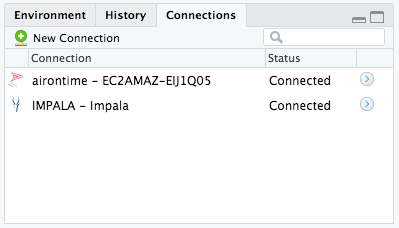 Environment History Connections
New Connection
Connection Status
airontime - EC2AMAZ-EIJ1Q05 Connected
IMPALA - Impala Connected